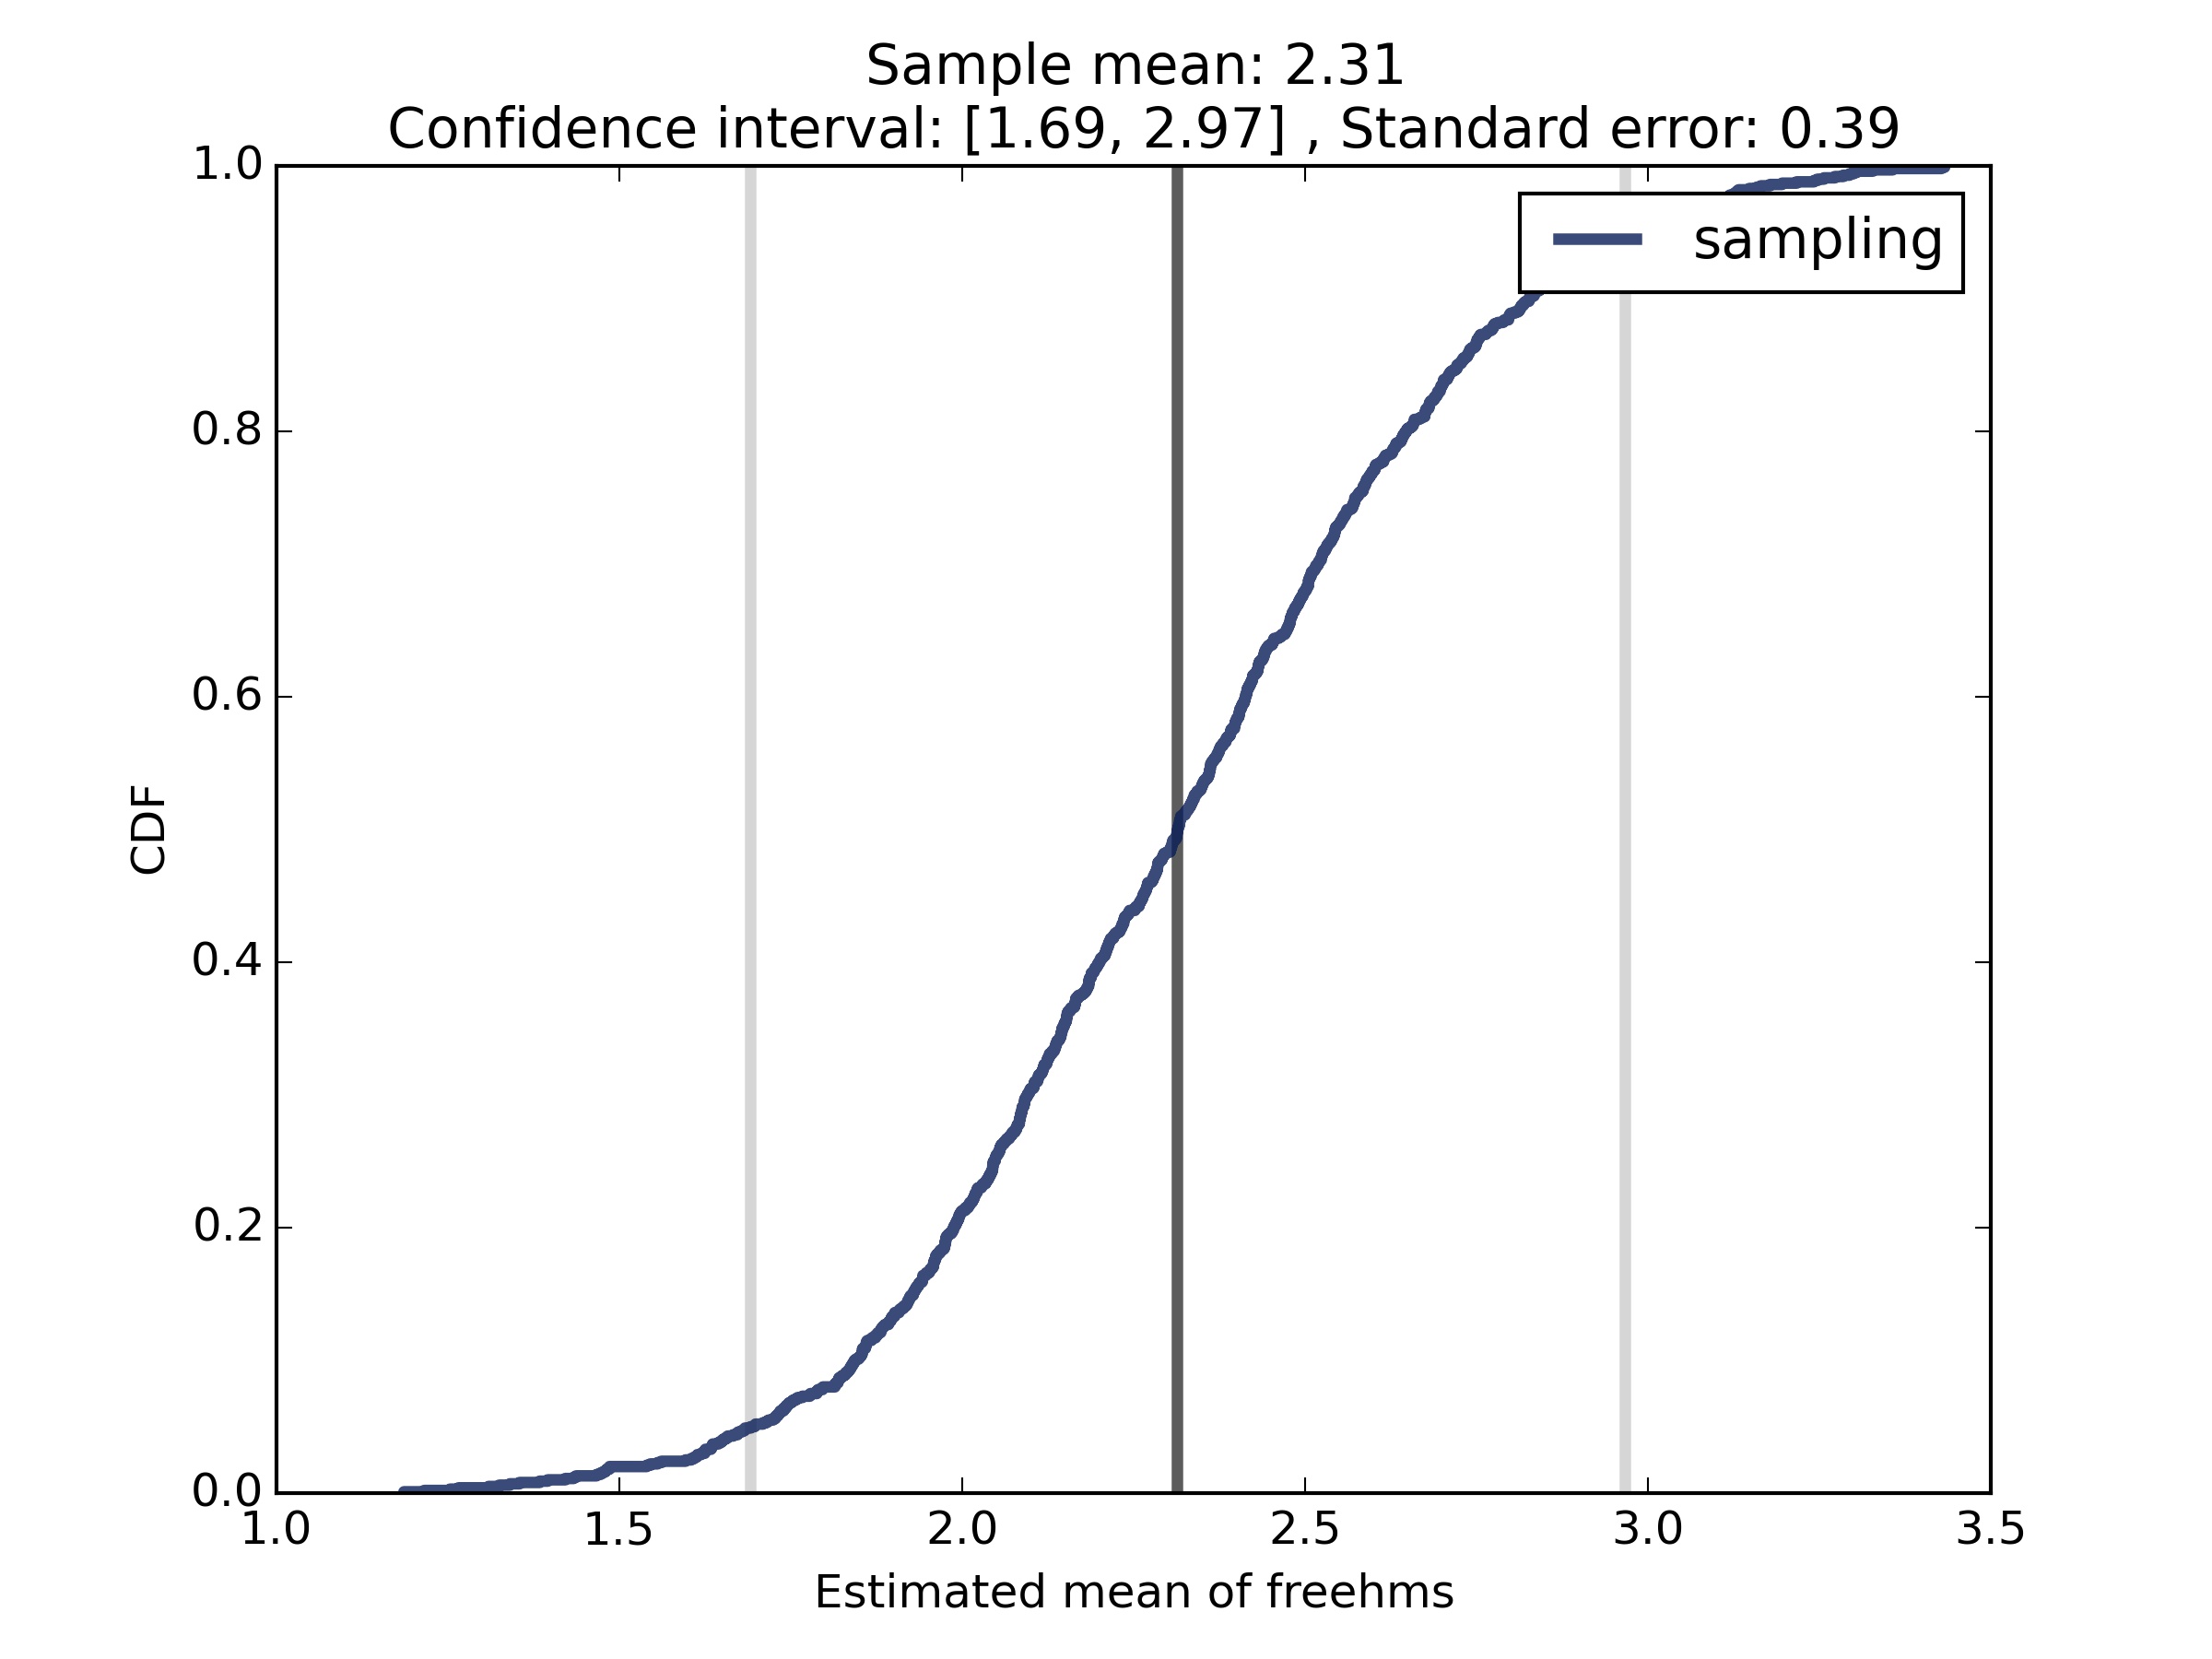 Sample mean: 2.31
Confidence interval: [1.69, 2.97] , Standard error: 0.39
1.0
sampling
0.8
0.6
CDF
0.4
0.2
0.0
1.0 1.5 2.0 2.5 3.0 3.5
Estimated mean of freehms